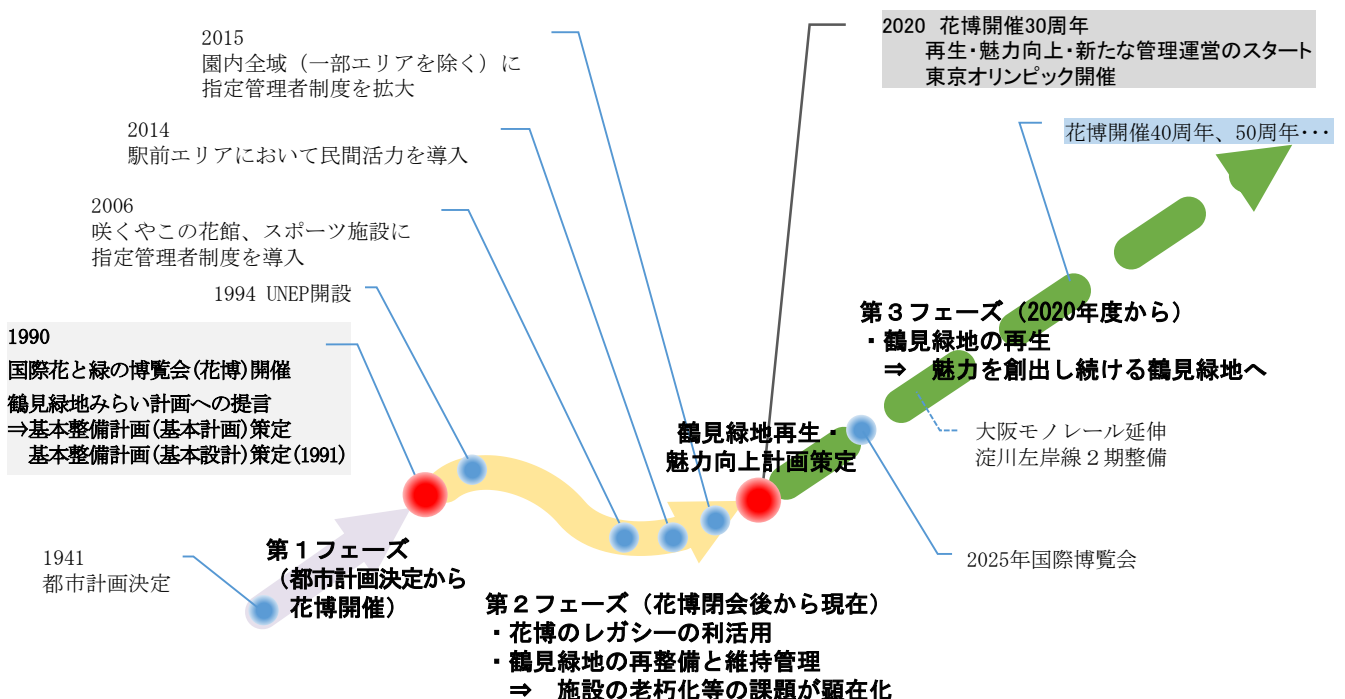 2020 花博開催30周年
再生・魅力向上・新たな管理運営のスタート
東京オリンピック開催
2015
園内全域（一部エリアを除く）に
指定管理者制度を拡大
花博開催40周年、50周年･･･
2014
駅前エリアにおいて民間活力を導入
2006
咲くやこの花館、スポーツ施設に
指定管理者制度を導入
1994 UNEP開設
1990
国際花と緑の博覧会(花博)開催
鶴見緑地みらい計画への提言
⇒基本整備計画(基本計画)策定
基本整備計画(基本設計)策定(1991)
第３フェーズ（2020年度から）
・鶴見緑地の再生
⇒　魅力を創出し続ける鶴見緑地へ
鶴見緑地再生・
魅力向上計画策定
大阪モノレール延伸
淀川左岸線２期整備
1941
都市計画決定
第１フェーズ
（都市計画決定から
花博開催）
2025年国際博覧会
第２フェーズ（花博閉会後から現在）
・花博のレガシーの利活用
・鶴見緑地の再整備と維持管理
⇒　施設の老朽化等の課題が顕在化